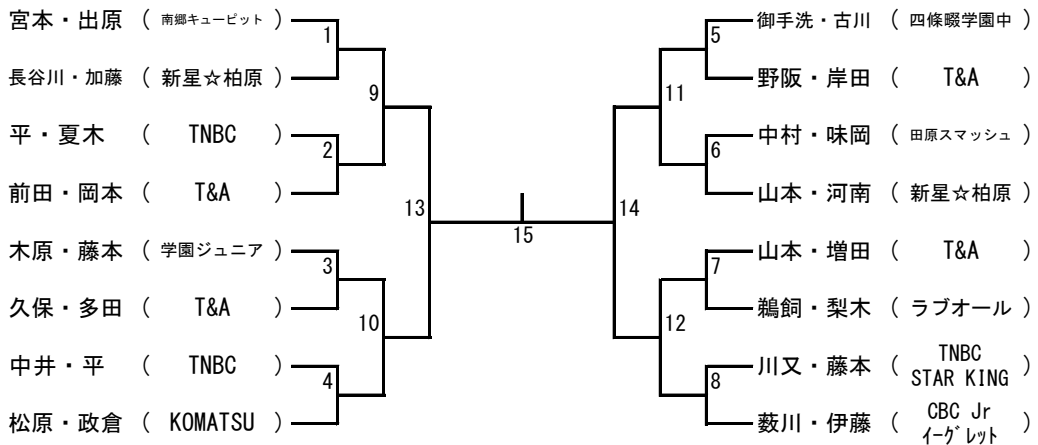 宮本・出原 （ 南郷キューピット ）
長谷川・加藤 （ 新星☆柏原 ）
平・夏木 （ TNBC ）
前田・岡本 （ T&A ）
木原・藤本 （ 学園ジュニア ）
久保・多田 （ T&A ）
中井・平 （ TNBC ）
松原・政倉 （ KOMATSU ）
1
2
3
4
9
10
13
15
14
11
12
5
6
7
8
御手洗・古川 （ 四條畷学園中 ）
野阪・岸田 （ T&A ）
中村・味岡 （ 田原スマッシュ ）
山本・河南 （ 新星☆柏原 ）
山本・増田 （ T&A ）
鵜飼・梨木 （ ラブオール ）
川又・藤本 （ TNBC
STAR KING ）
薮川・伊藤 （ CBC Jr
ｲｰｸﾞﾚｯﾄ ）